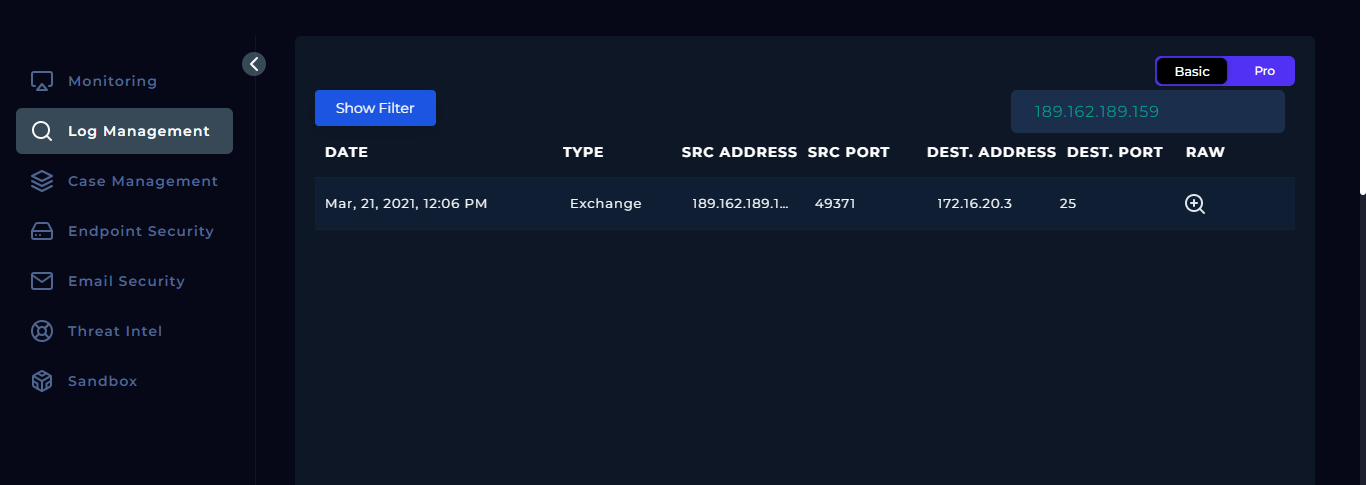 Monitoring
Log Management
Case Management
Endpoint Security
Email Security
Threat Intel
Sandbox
Basic Pro
Show Filter
189.162.189.159
DATE TYPE SRC ADDRESS SRC PORT DEST. ADDRESS DEST. PORT RAW
Mar, 21, 2021, 12:06 PM Exchange 189.162.189.1... 49371 172.16.20.3 25